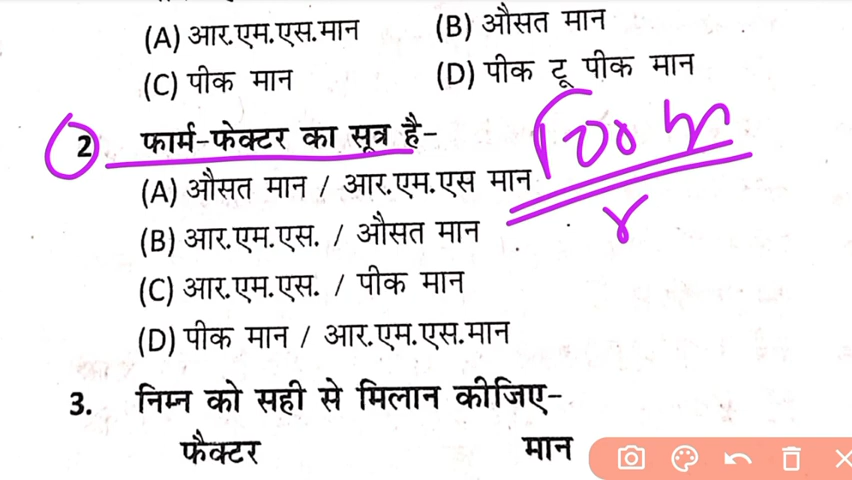 (A) आर.एम.एस.मान (B) औसत मान
(C) पीक मान (D) पीक टू पीक मान
2 फार्म-फेक्टर का सूत्र है-
(A) औसत मान / आर.एम.एस मान
(B) आर.एम.एस. / औसत मान
(C) आर.एम.एस. / पीक मान
(D) पीक मान / आर.एम.एस.मान
3. निम्न को सही से मिलान कीजिए-
फैक्टर मान